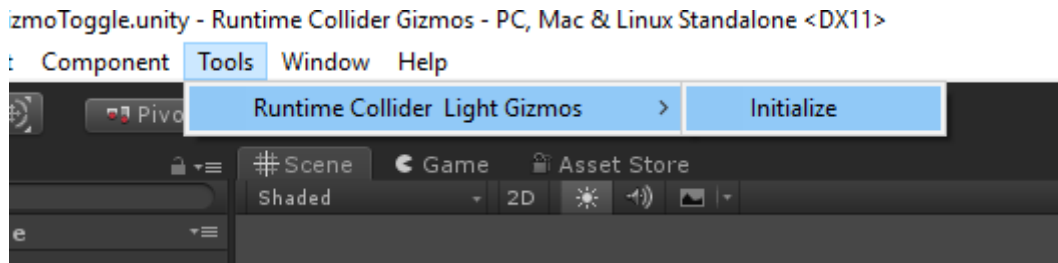 izmoToggle.unity - Runtime Collider Gizmos - PC, Mac & Linux Standalone <DX11>
Component Tools Window Help
Pivo Runtime Collider Light Gizmos > Initialize
Scene Game Asset Store
Shaded 2D
e